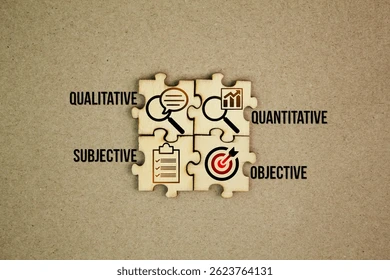 QUALITATIVE
QUANTITATIVE
SUBJECTIVE
OBJECTIVE
shutterstock.com · 2623764131